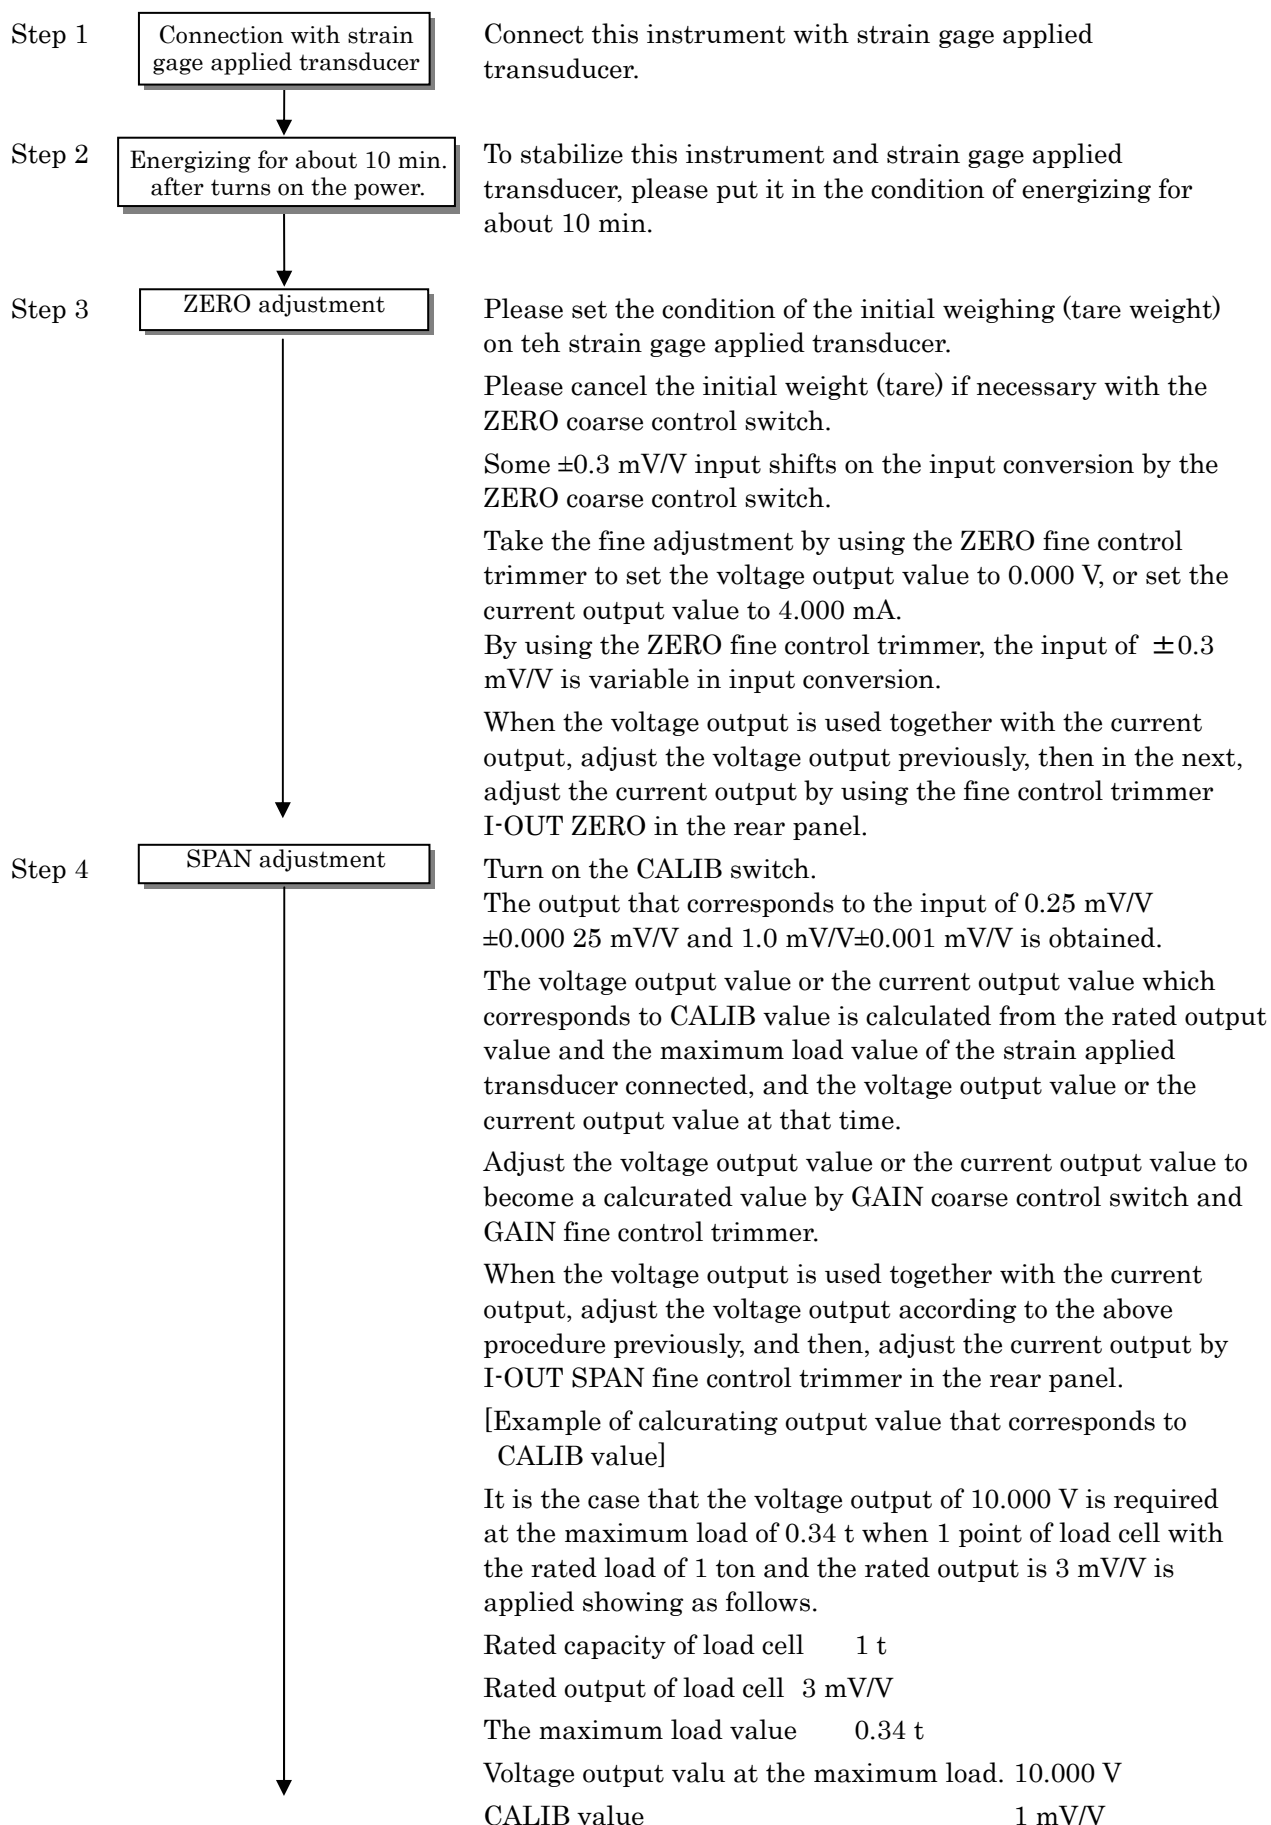 Step 1
Connection with strain
gage applied transducer
Connect this instrument with strain gage applied
transuducer.
Step 2
Energizing for about 10 min.
after turns on the power.
To stabilize this instrument and strain gage applied
transducer, please put it in the condition of energizing for
about 10 min.
Step 3
ZERO adjustment
Please set the condition of the initial weighing (tare weight)
on teh strain gage applied transducer.
Please cancel the initial weight (tare) if necessary with the
ZERO coarse control switch.
Some ±0.3 mV/V input shifts on the input conversion by the
ZERO coarse control switch.
Take the fine adjustment by using the ZERO fine control
trimmer to set the voltage output value to 0.000 V, or set the
current output value to 4.000 mA.
By using the ZERO fine control trimmer, the input of ±0.3
mV/V is variable in input conversion.
When the voltage output is used together with the current
output, adjust the voltage output previously, then in the next,
adjust the current output by using the fine control trimmer
I-OUT ZERO in the rear panel.
Step 4
SPAN adjustment
Turn on the CALIB switch.
The output that corresponds to the input of 0.25 mV/V
±0.000 25 mV/V and 1.0 mV/V±0.001 mV/V is obtained.
The voltage output value or the current output value which
corresponds to CALIB value is calculated from the rated output
value and the maximum load value of the strain applied
transducer connected, and the voltage output value or the
current output value at that time.
Adjust the voltage output value or the current output value to
become a calcurated value by GAIN coarse control switch and
GAIN fine control trimmer.
When the voltage output is used together with the current
output, adjust the voltage output according to the above
procedure previously, and then, adjust the current output by
I-OUT SPAN fine control trimmer in the rear panel.
[Example of calcurating output value that corresponds to
CALIB value]
It is the case that the voltage output of 10.000 V is required
at the maximum load of 0.34 t when 1 point of load cell with
the rated load of 1 ton and the rated output is 3 mV/V is
applied showing as follows.
Rated capacity of load cell 1 t
Rated output of load cell 3 mV/V
The maximum load value 0.34 t
Voltage output valu at the maximum load. 10.000 V
CALIB value 1 mV/V